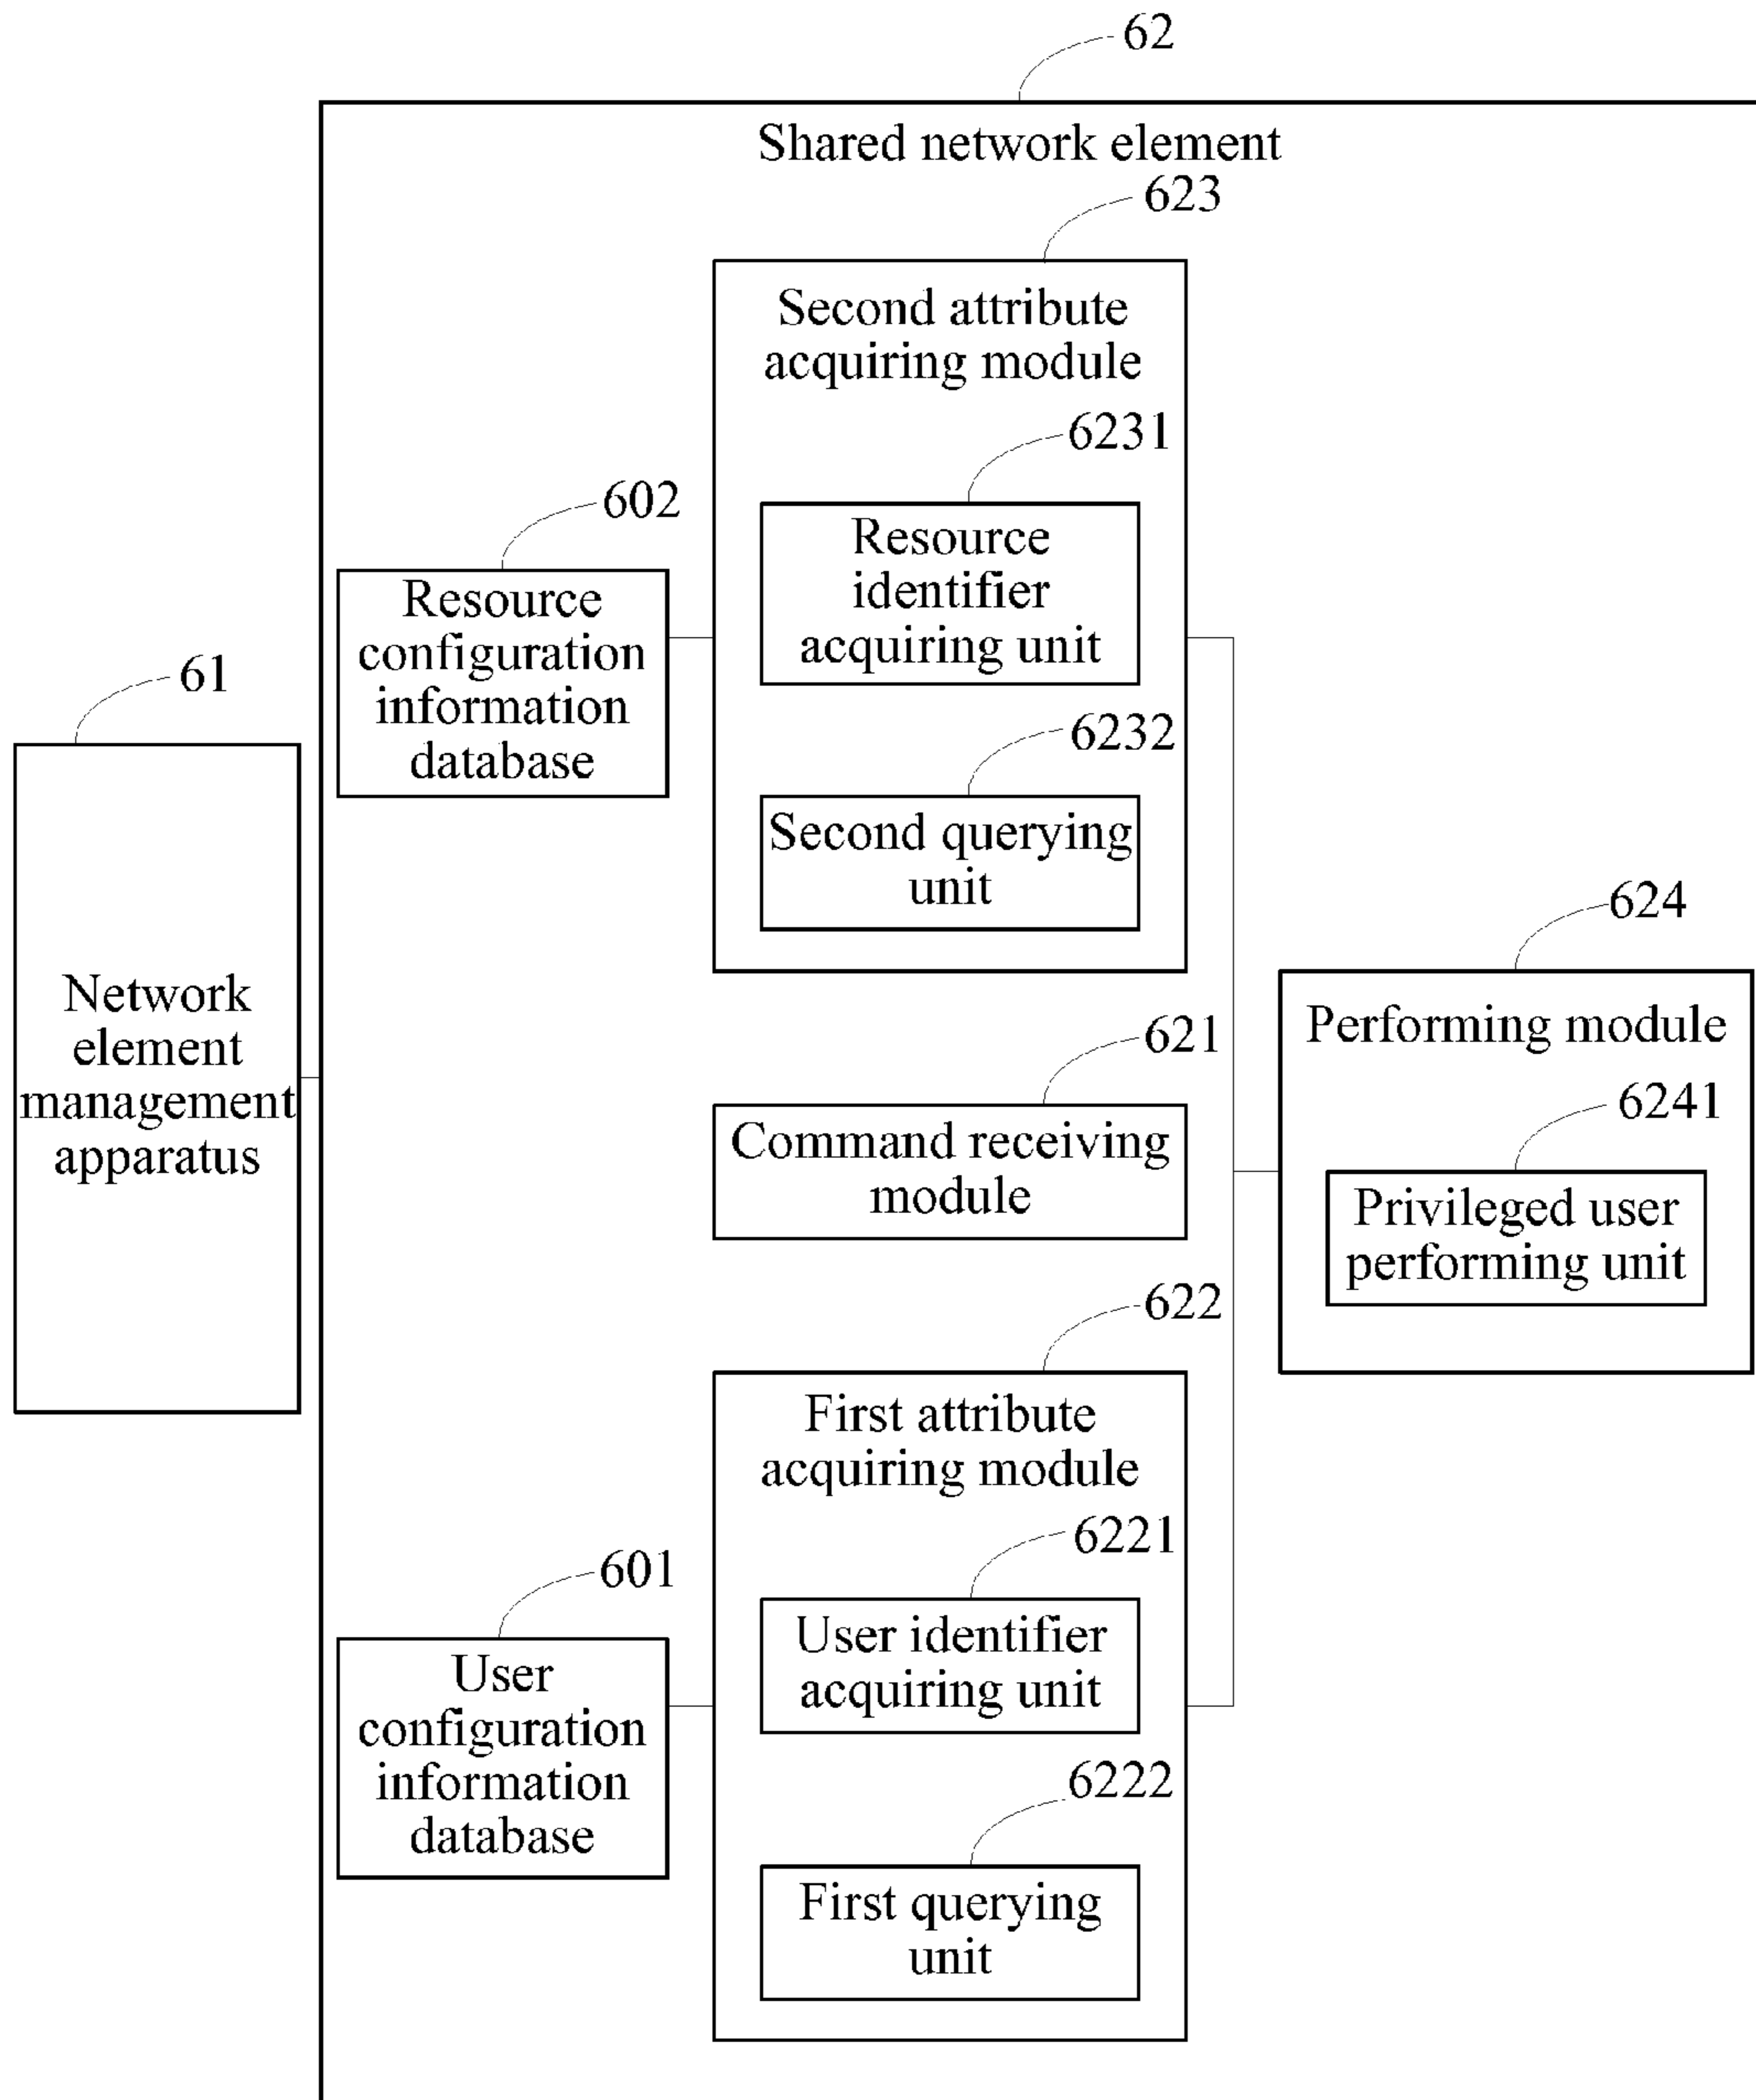 62
Shared network element
623
Second attribute
acquiring module
6231
Resource
identifier
acquiring unit
6232
Second querying
unit
602
Resource
configuration
information
database
61
Network
element
management
apparatus
624
Performing module
6241
Privileged user
performing unit
621
Command receiving
module
622
First attribute
acquiring module
6221
User identifier
acquiring unit
6222
First querying
unit
601
User
configuration
information
database